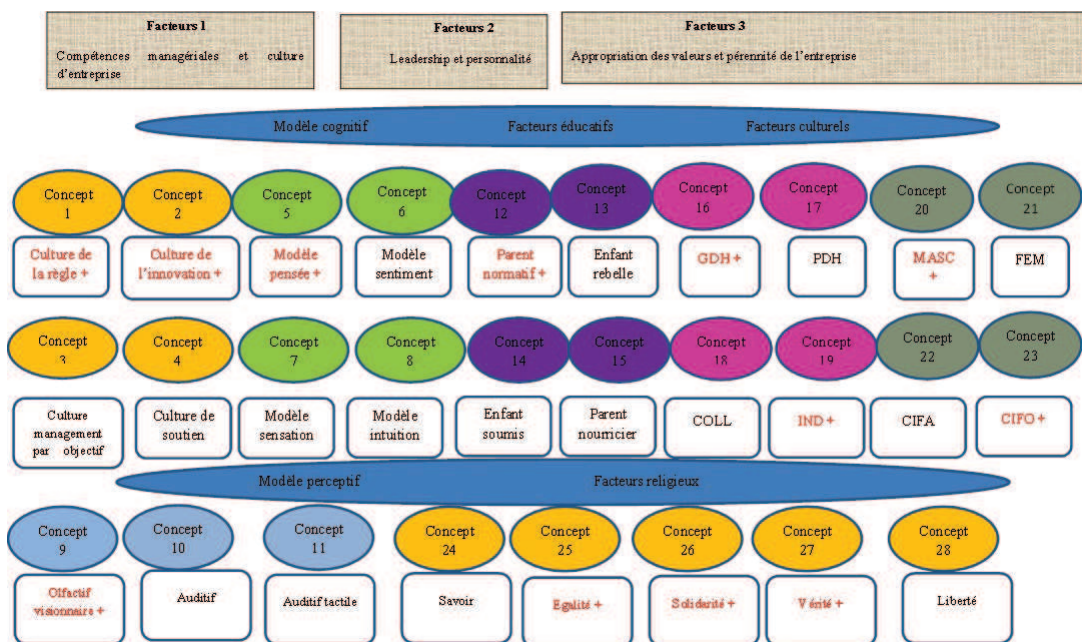 Facteurs 1
Compétences managériales et culture
d’entreprise
Facteurs 2
Leadership et personnalité
Facteurs 3
Appropriation des valeurs et pérennité de l’entreprise
Modèle cognitif Facteurs éducatifs Facteurs culturels
Concept Concept Concept Concept Concept Concept Concept Concept Concept Concept
1 2 5 6 12 13 16 17 20 21
Culture de Culture de Modèle Modèle Parent Enfant GDH + PDH MASC FEM
la règle + l’innovation + pensée + sentiment normatif + rebelle +
Concept Concept Concept Concept Concept Concept Concept Concept Concept Concept
3 4 7 8 14 15 18 19 22 23
Culture Culture de Modèle Modèle Enfant Parent COLL IND + CIFA CIFO +
management soutien sensation intuition soumis nourricier
par objectif
Modèle perceptif Facteurs religieux
Concept Concept Concept Concept Concept Concept Concept Concept
9 10 11 24 25 26 27 28
Olfactif Auditif Auditif tactile Savoir Egalité + Solidarité + Vérité + Liberté
visionnaire +